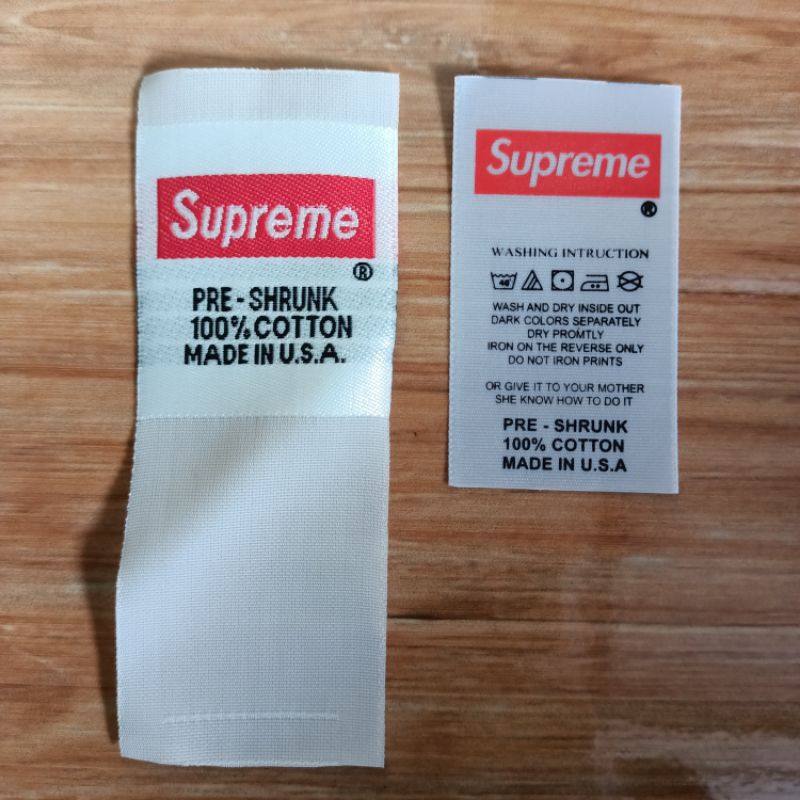 Supreme
®
PRE - SHRUNK
100% COTTON
MADE IN U.S.A.
Supreme
®
WASHING INTRUCTION
40
WASH AND DRY INSIDE OUT
DARK COLORS SEPARATELY
DRY PROMTLY
IRON ON THE REVERSE ONLY
DO NOT IRON PRINTS
OR GIVE IT TO YOUR MOTHER
SHE KNOW HOW TO DO IT
PRE - SHRUNK
100% COTTON
MADE IN U.S.A